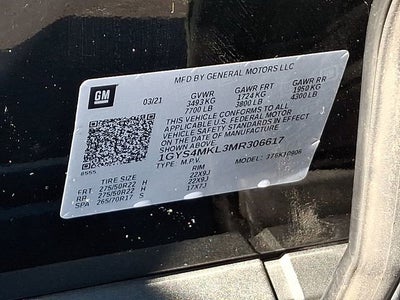 GM
MFD BY GENERAL MOTORS LLC
03/21 GVWR GAWR FRT GAWR RR
3493 KG 1724 KG 1950 KG
7700 LB 3800 LB 4300 LB
THIS VEHICLE CONFORMS TO ALL
APPLICABLE U.S. FEDERAL MOTOR
VEHICLE SAFETY STANDARDS IN EFFECT
ON THE DATE OF MANUFACTURE
SHOWN ABOVE.
1GYS4MKL3MR306617
8555 TYPE: M.P.V. MODEL:
TIRE SIZE RIM
FRT 275/50R22 H 22X9J
RR 275/50R22 H 22X9J
SPA 265/70R17 S 17X7J